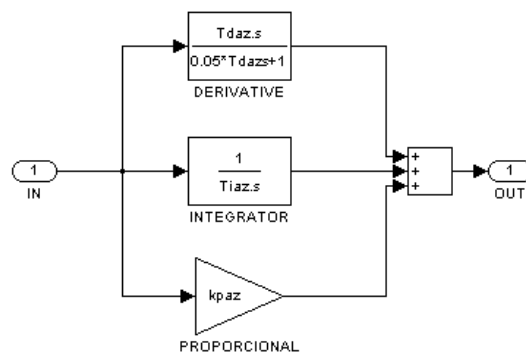 Tdaz.s
0.05*Tdazs+1
DERIVATIVE
1
IN
1
Tiaz.s
INTEGRATOR
+
+
+
1
OUT
kpaz
PROPORCIONAL